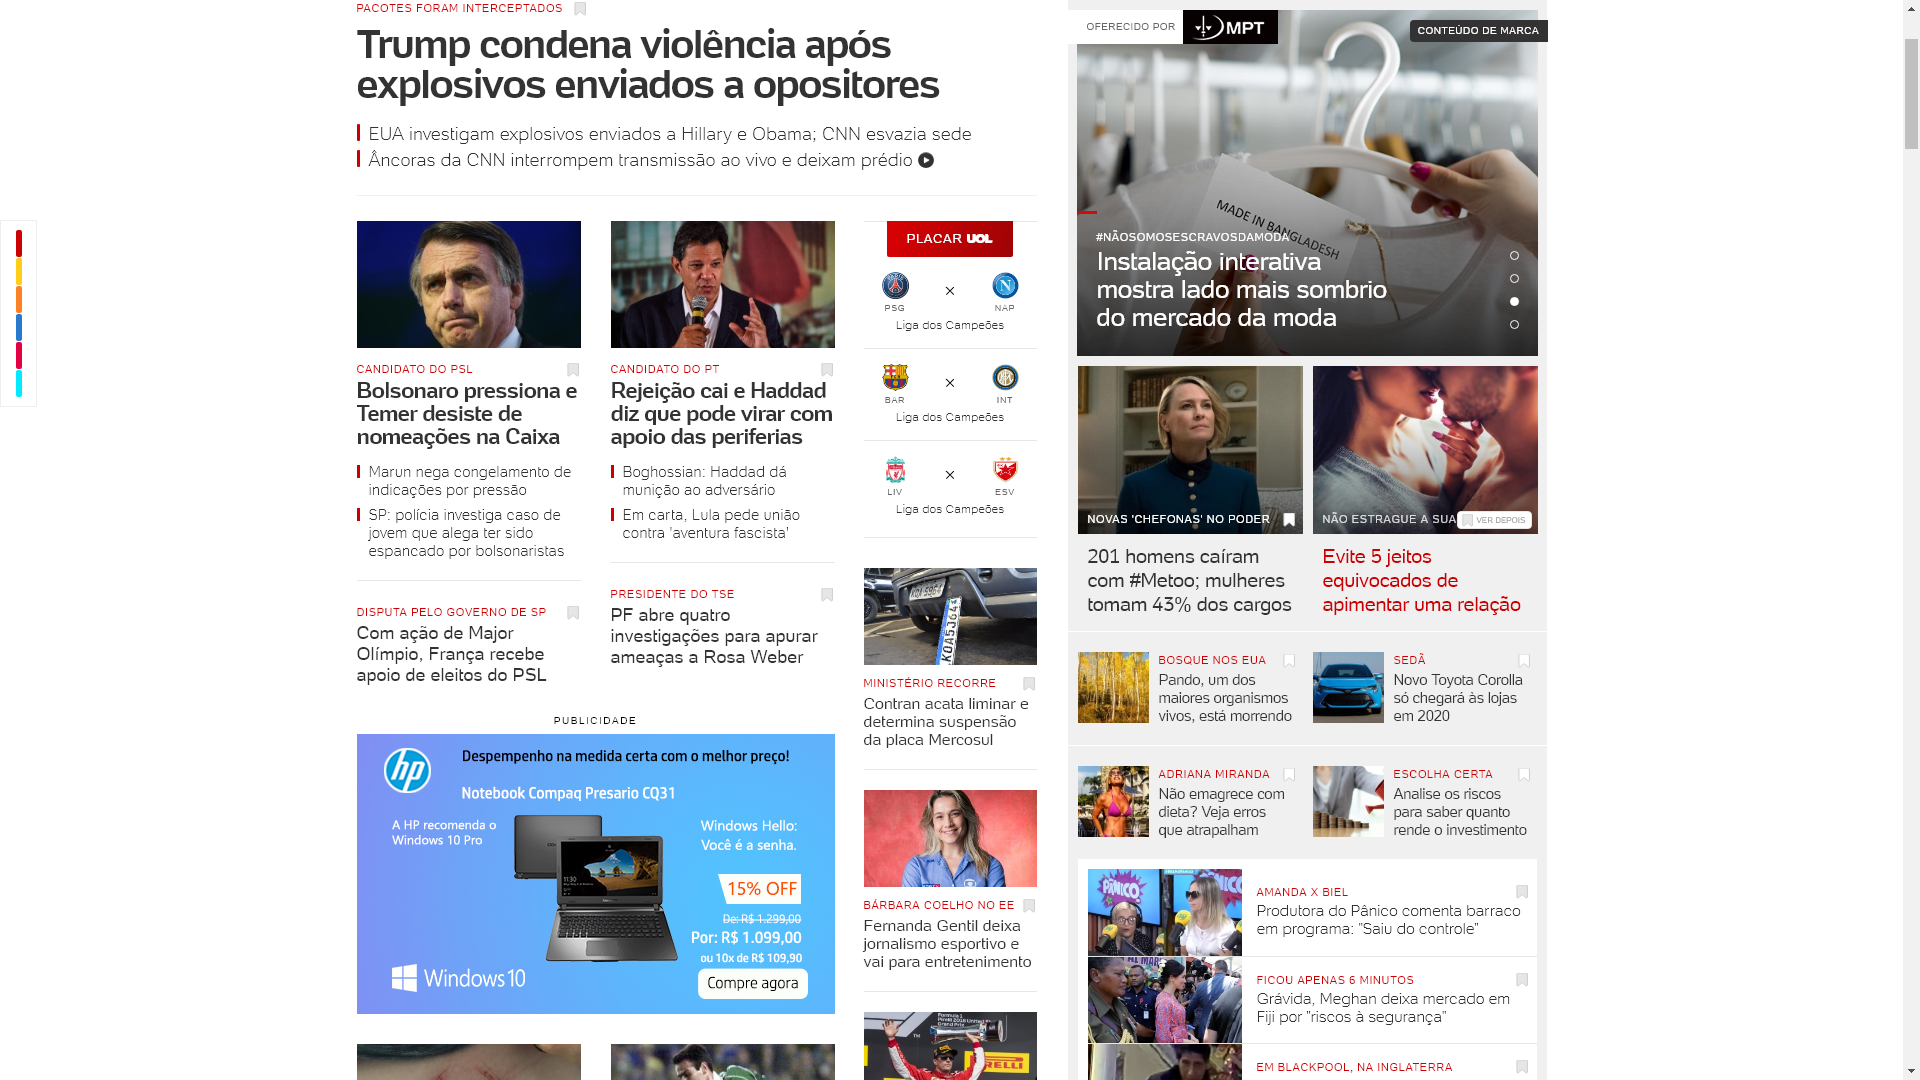 PACOTES FORAM INTERCEPTADOS
Trump condena violência após
explosivos enviados a opositores
EUA investigam explosivos enviados a Hillary e Obama; CNN esvazia sede
Âncoras da CNN interrompem transmissão ao vivo e deixam prédio
CANDIDATO DO PSL
Bolsonaro pressiona e
Temer desiste de
nomeações na Caixa
Marun nega congelamento de
indicações por pressão
SP: polícia investiga caso de
jovem que alega ter sido
espancado por bolsonaristas
DISPUTA PELO GOVERNO DE SP
Com ação de Major
Olímpio, França recebe
apoio de eleitos do PSL
CANDIDATO DO PT
Rejeição cai e Haddad
diz que pode virar com
apoio das periferias
Boghossian: Haddad dá
munição ao adversário
Em carta, Lula pede união
contra 'aventura fascista'
PRESIDENTE DO TSE
PF abre quatro
investigações para apurar
ameaças a Rosa Weber
PUBLICIDADE
hp
Despempenho na medida certa com o melhor preço!
Notebook Compaq Presario CQ31
A HP recomenda o
Windows 10 Pro
Windows Hello:
Você é a senha.
11:30
15% OFF
De: R$ 1.299,00
Por: R$ 1.099,00
ou 10x de R$ 109,90
Compre agora
Windows10
PLACAR UOL
PSG
NAP
Liga dos Campeões
BAR
INT
Liga dos Campeões
LIV
ESV
Liga dos Campeões
KOA5J64
MINISTÉRIO RECORRE
Contran acata liminar e
determina suspensão
da placa Mercosul
BÁRBARA COELHO NO EE
Fernanda Gentil deixa
jornalismo esportivo e
vai para entretenimento
PIRELLI
OFERECIDO POR
MPT
CONTEÚDO DE MARCA
MADE IN BANGLADESH
#NÃOSOMOSESCRAVOSDAMODA
Instalação interativa
mostra lado mais sombrio
do mercado da moda
NOVAS 'CHEFONAS' NO PODER
201 homens caíram
com #Metoo; mulheres
tomam 43% dos cargos
NÃO ESTRAGUE A SUA
VER DEPOIS
Evite 5 jeitos
equivocados de
apimentar uma relação
BOSQUE NOS EUA
Pando, um dos
maiores organismos
vivos, está morrendo
SEDÃ
Novo Toyota Corolla
só chegará às lojas
em 2020
ADRIANA MIRANDA
Não emagrece com
dieta? Veja erros
que atrapalham
ESCOLHA CERTA
Analise os riscos
para saber quanto
rende o investimento
PÂNICO
AMANDA X BIEL
Produtora do Pânico comenta barraco
em programa: "Saiu do controle"
FICOU APENAS 6 MINUTOS
Grávida, Meghan deixa mercado em
Fiji por "riscos à segurança"
EM BLACKPOOL, NA INGLATERRA